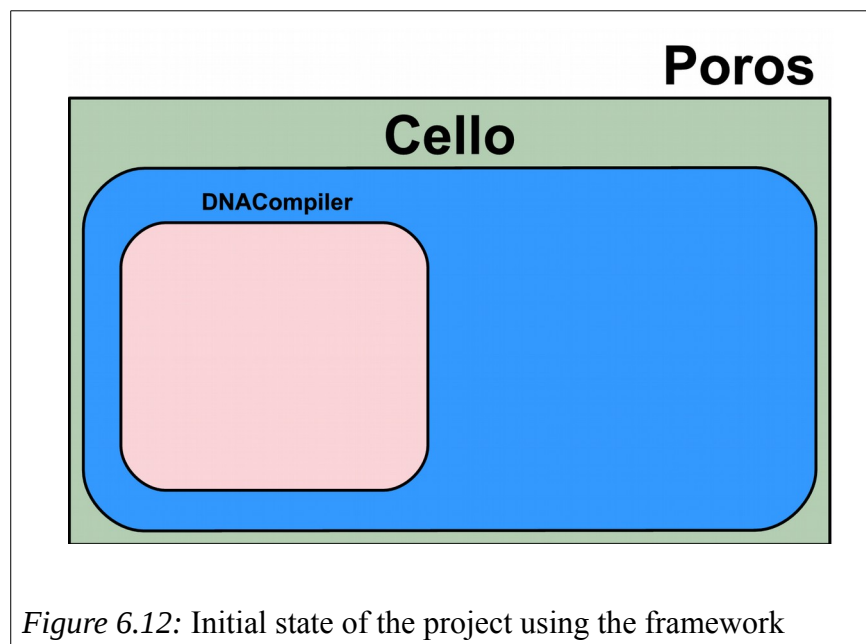 Poros
Cello
DNACompiler
Figure 6.12: Initial state of the project using the framework